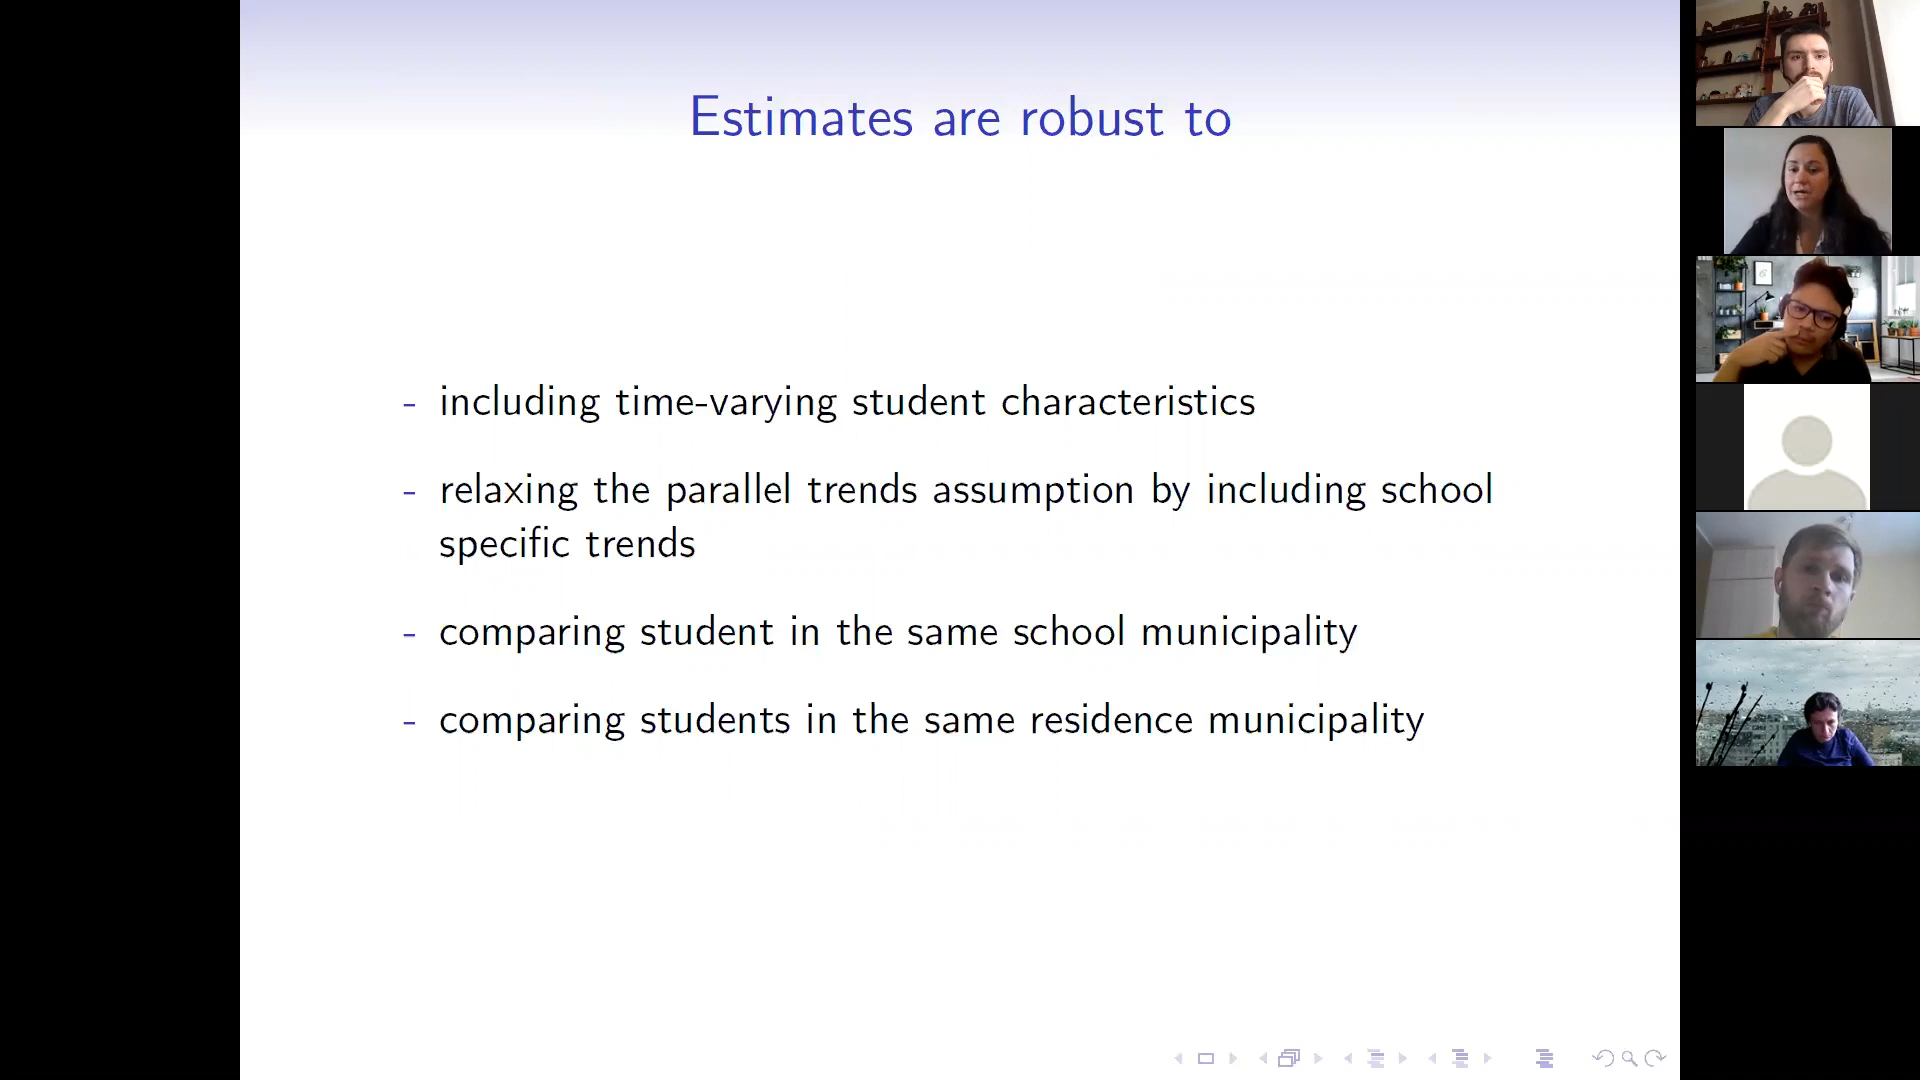 Estimates are robust to
- including time-varying student characteristics
- relaxing the parallel trends assumption by including school
specific trends
- comparing student in the same school municipality
- comparing students in the same residence municipality